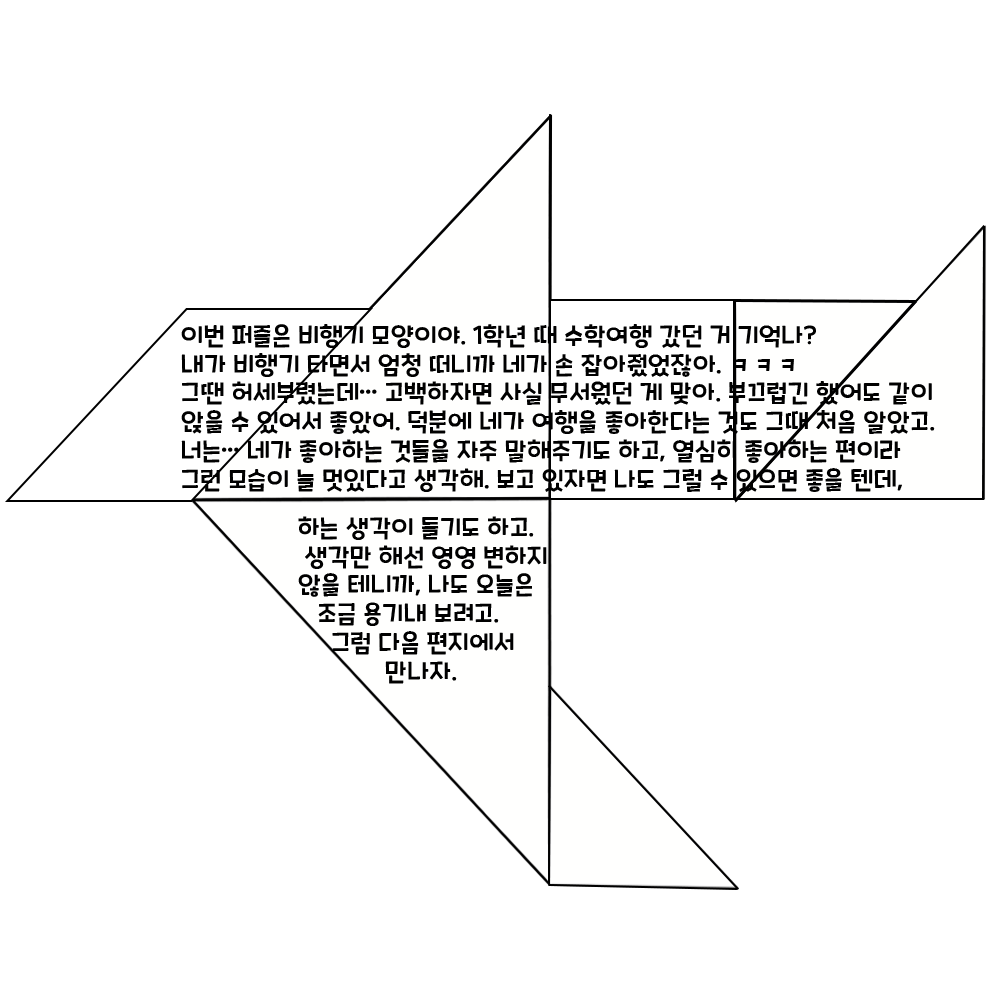 이번 퍼즐은 비행기 모양이야. 1학년 때 수학여행 갔던 거 기억나?
내가 비행기 타면서 엄청 떠니까 네가 손 잡아줬었잖아. ㅋㅋㅋ
그땐 허세부렸는데… 고백하자면 사실 무서웠던 게 맞아. 부끄럽긴 했어도 같이
앉을 수 있어서 좋았어. 덕분에 네가 여행을 좋아한다는 것도 그때 처음 알았고.
너는… 네가 좋아하는 것들을 자주 말해주기도 하고, 열심히 좋아하는 편이라
그런 모습이 늘 멋있다고 생각해. 보고 있자면 나도 그럴 수 있으면 좋을 텐데,
하는 생각이 들기도 하고.
생각만 해선 영영 변하지
않을 테니까, 나도 오늘은
조금 용기내 보려고.
그럼 다음 편지에서
만나자.